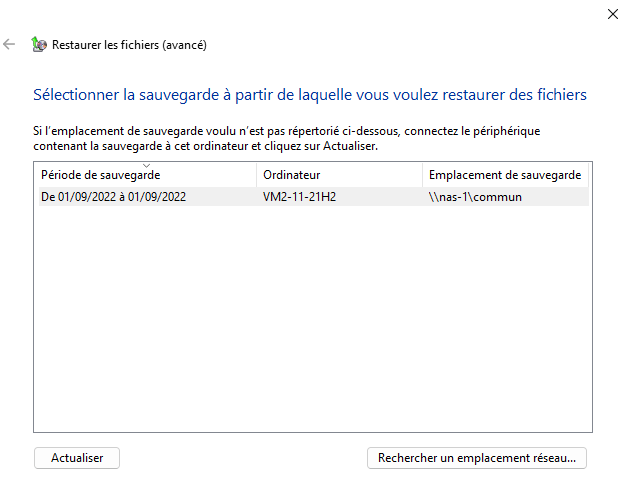 Restaurer les fichiers (avancé)
Sélectionner la sauvegarde à partir de laquelle vous voulez restaurer des fichiers
Si l'emplacement de sauvegarde voulu n'est pas répertorié ci-dessous, connectez le périphérique
contenant la sauvegarde à cet ordinateur et cliquez sur Actualiser.
Période de sauvegarde Ordinateur Emplacement de sauvegarde
De 01/09/2022 à 01/09/2022 VM2-11-21H2 \\nas-1\commun
Actualiser Rechercher un emplacement réseau...